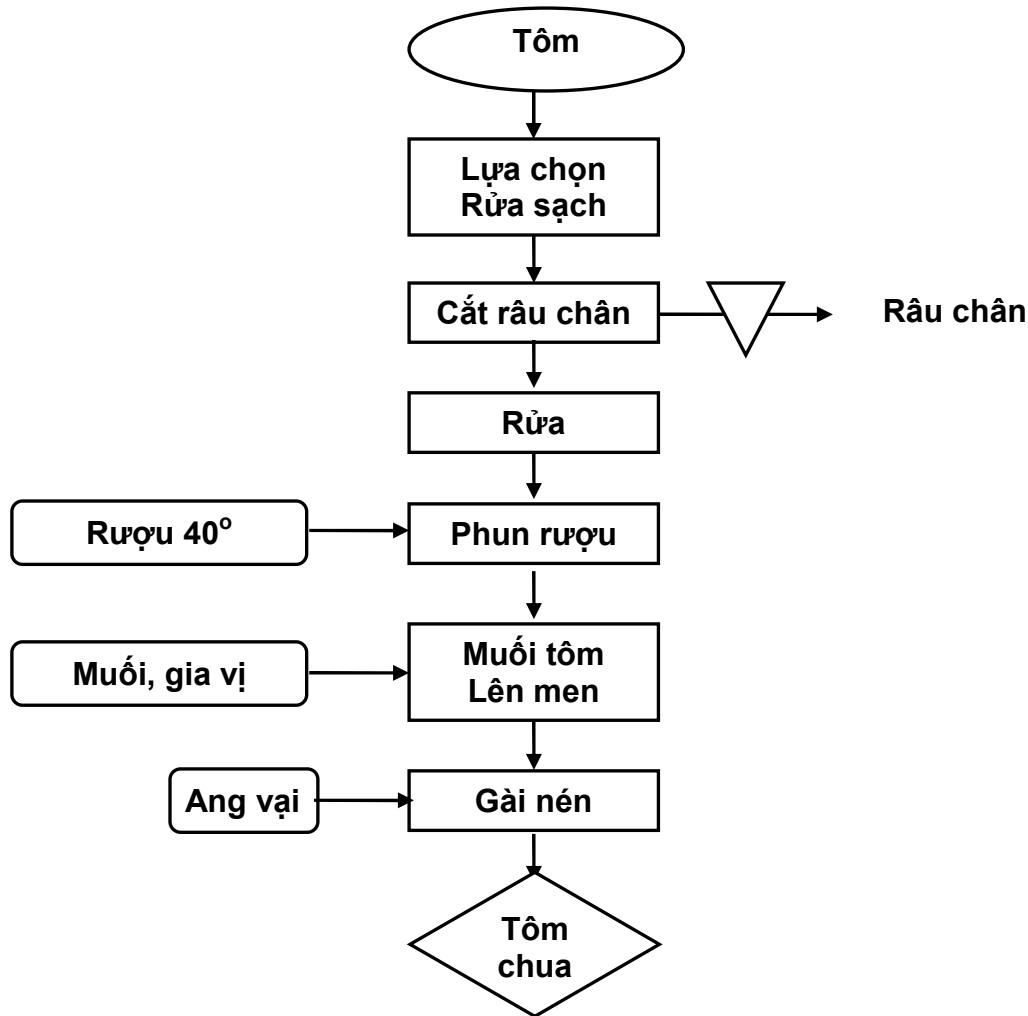 Tôm
Lựa chọn
Rửa sạch
Cắt râu chân
Râu chân
Rửa
Rượu 40°
Phun rượu
Muối, gia vị
Muối tôm
Lên men
Ang vại
Gài nén
Tôm
chua